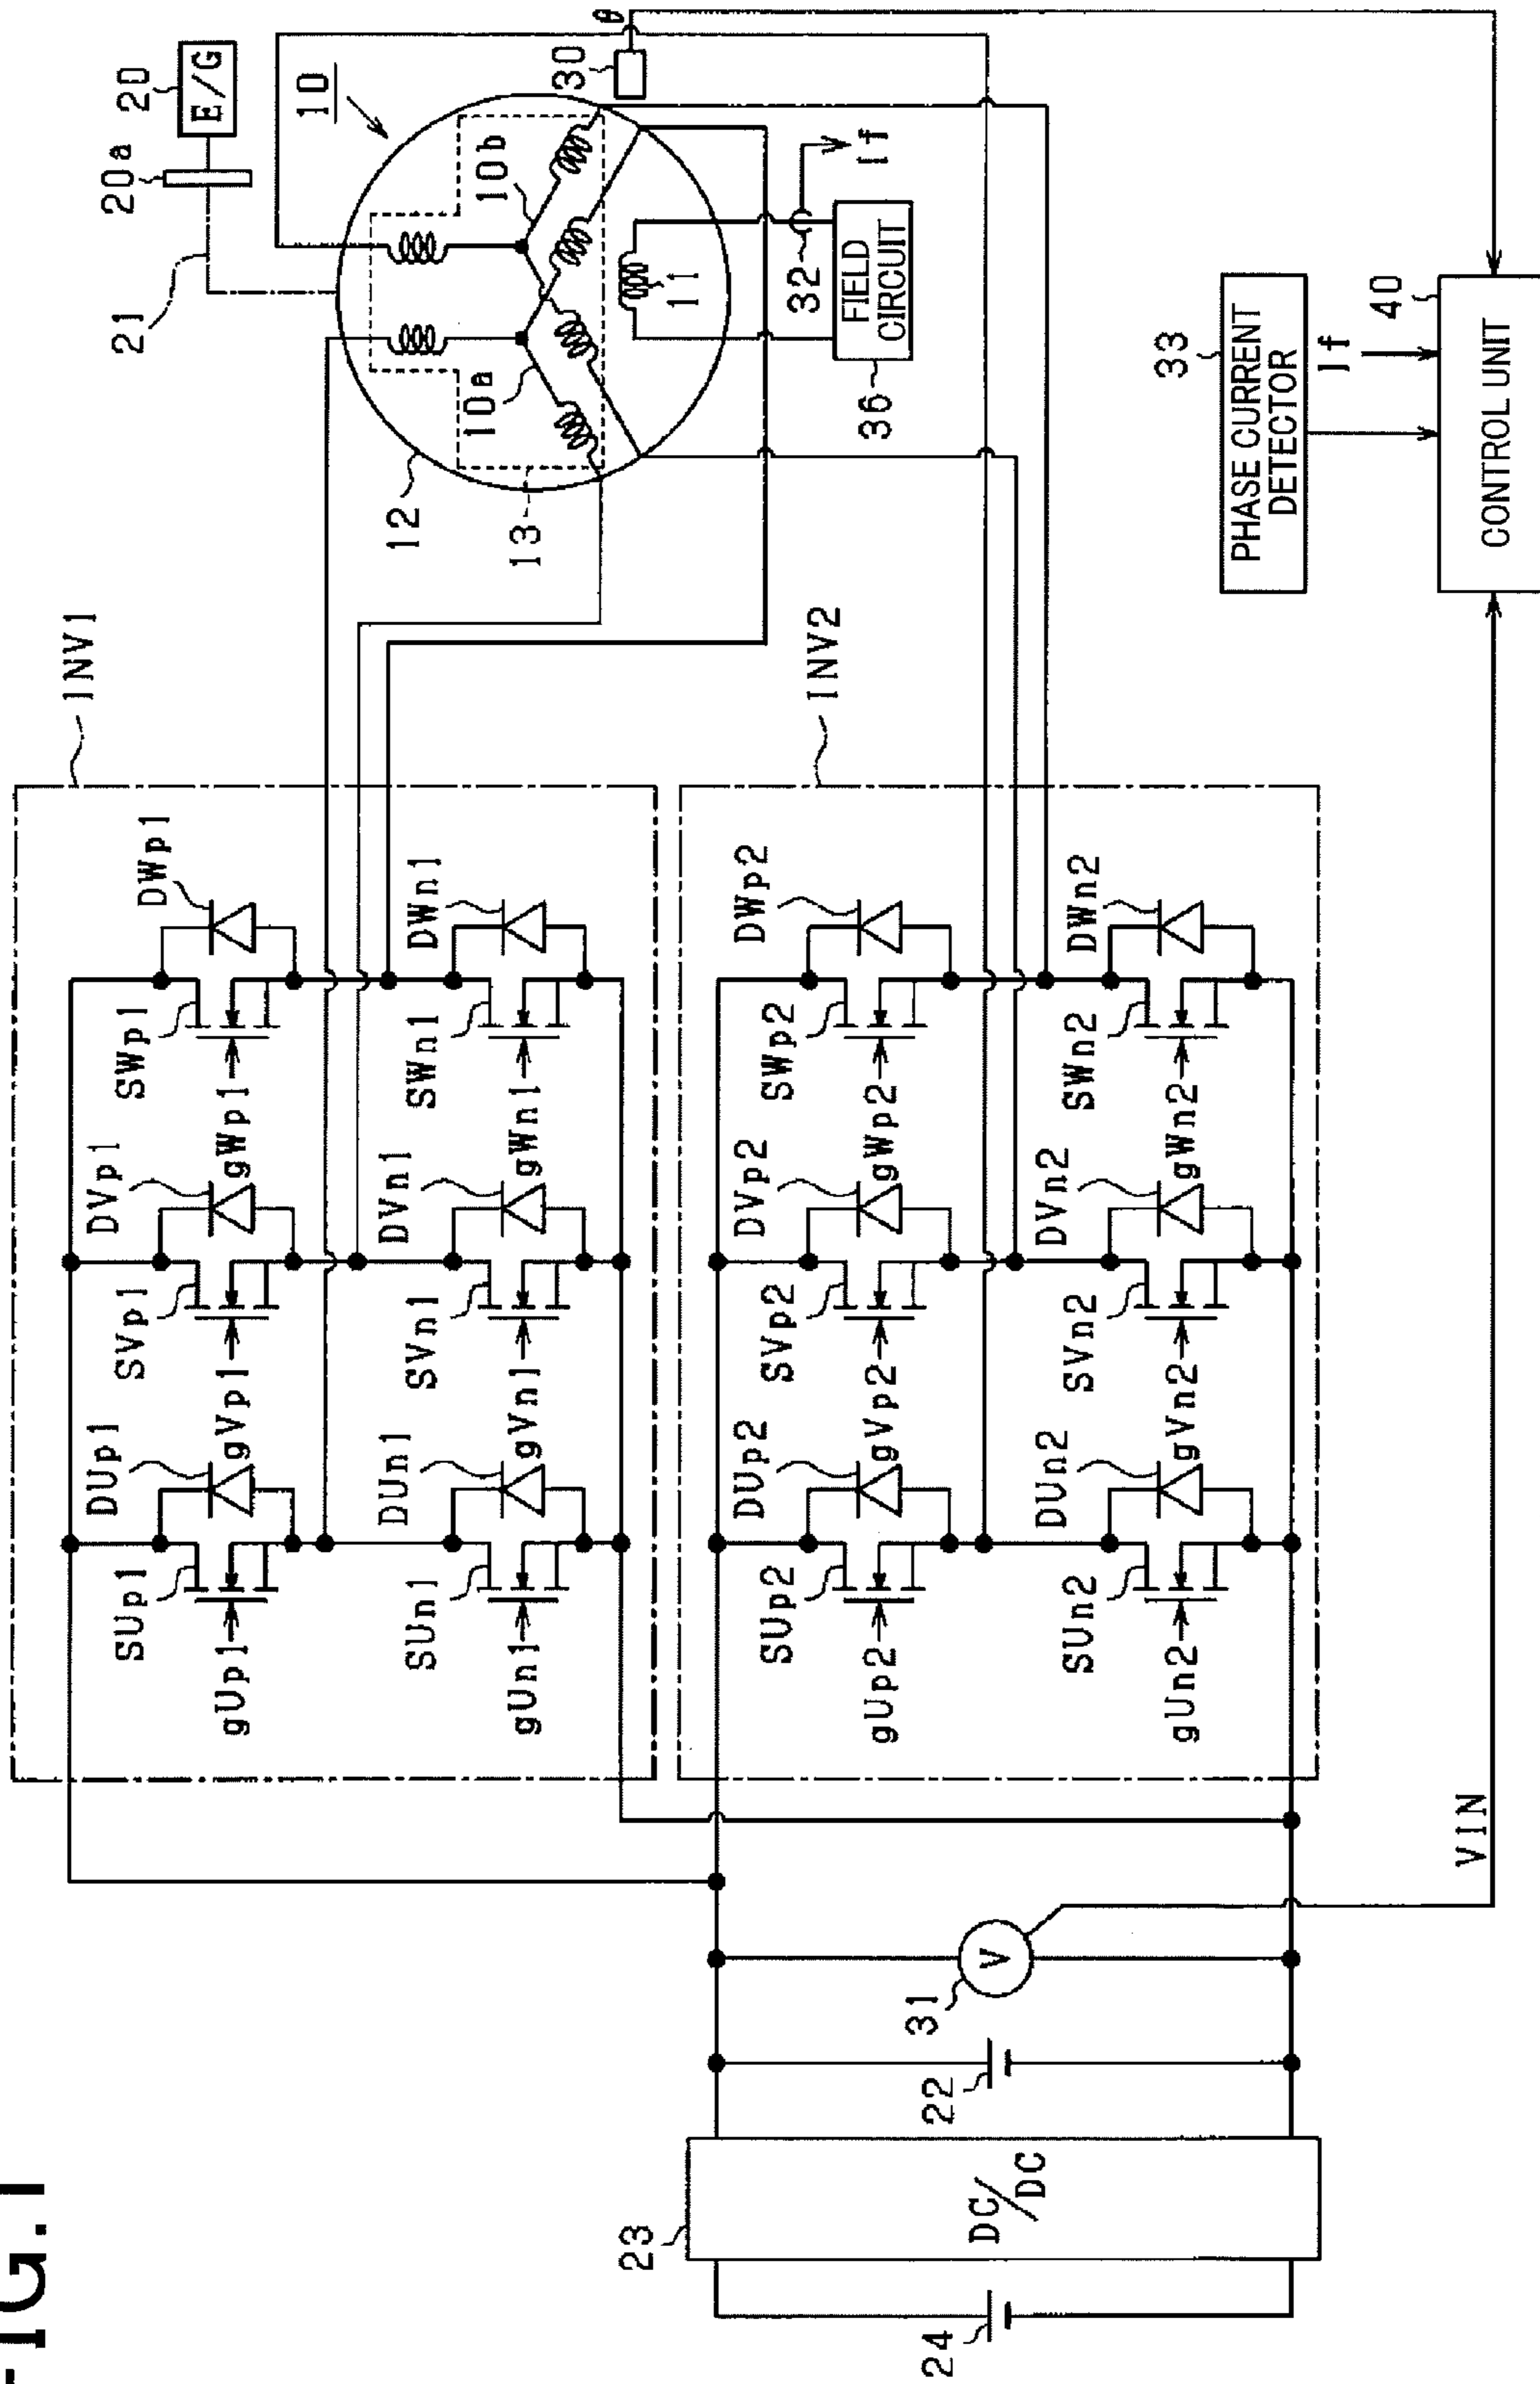 FIG.1
INV1
DUp1
DVp1
DWp1
SUp1
SVp1
SWp1
gUp1
gVp1
gWp1
DUn1
DVn1
DWn1
SUn1
SVn1
SWn1
gUn1
gVn1
gWn1
INV2
DUp2
DVp2
DWp2
SUp2
SVp2
SWp2
gUp2
gVp2
gWp2
DUn2
DVn2
DWn2
SUn2
SVn2
SWn2
gUn2
gVn2
gWn2
23
DC/DC
24
22
31
V
VIN
21
20a
20
E/G
10
12
13
10a
10b
11
30
θ
32
If
36
FIELD
CIRCUIT
33
PHASE CURRENT
DETECTOR
If
40
CONTROL UNIT